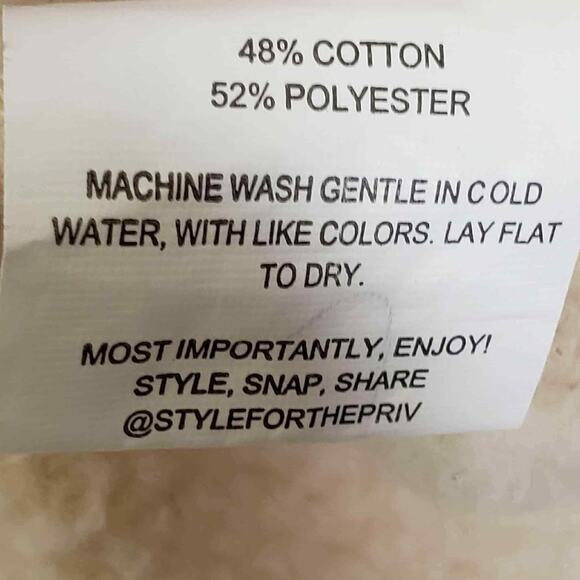 48% COTTON
52% POLYESTER
MACHINE WASH GENTLE IN COLD
WATER, WITH LIKE COLORS. LAY FLAT
TO DRY.
MOST IMPORTANTLY, ENJOY!
STYLE, SNAP, SHARE
@STYLEFORTHEPRIV